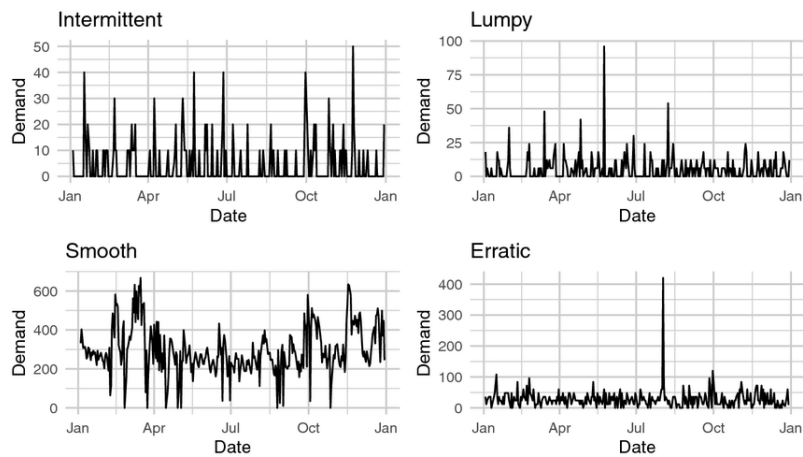 Intermittent
50
40
30
20
10
0
Demand
Jan Apr Jul Oct Jan
Date
Lumpy
100
75
50
25
0
Demand
Jan Apr Jul Oct Jan
Date
Smooth
600
400
200
0
Demand
Jan Apr Jul Oct Jan
Date
Erratic
400
300
200
100
0
Demand
Jan Apr Jul Oct Jan
Date